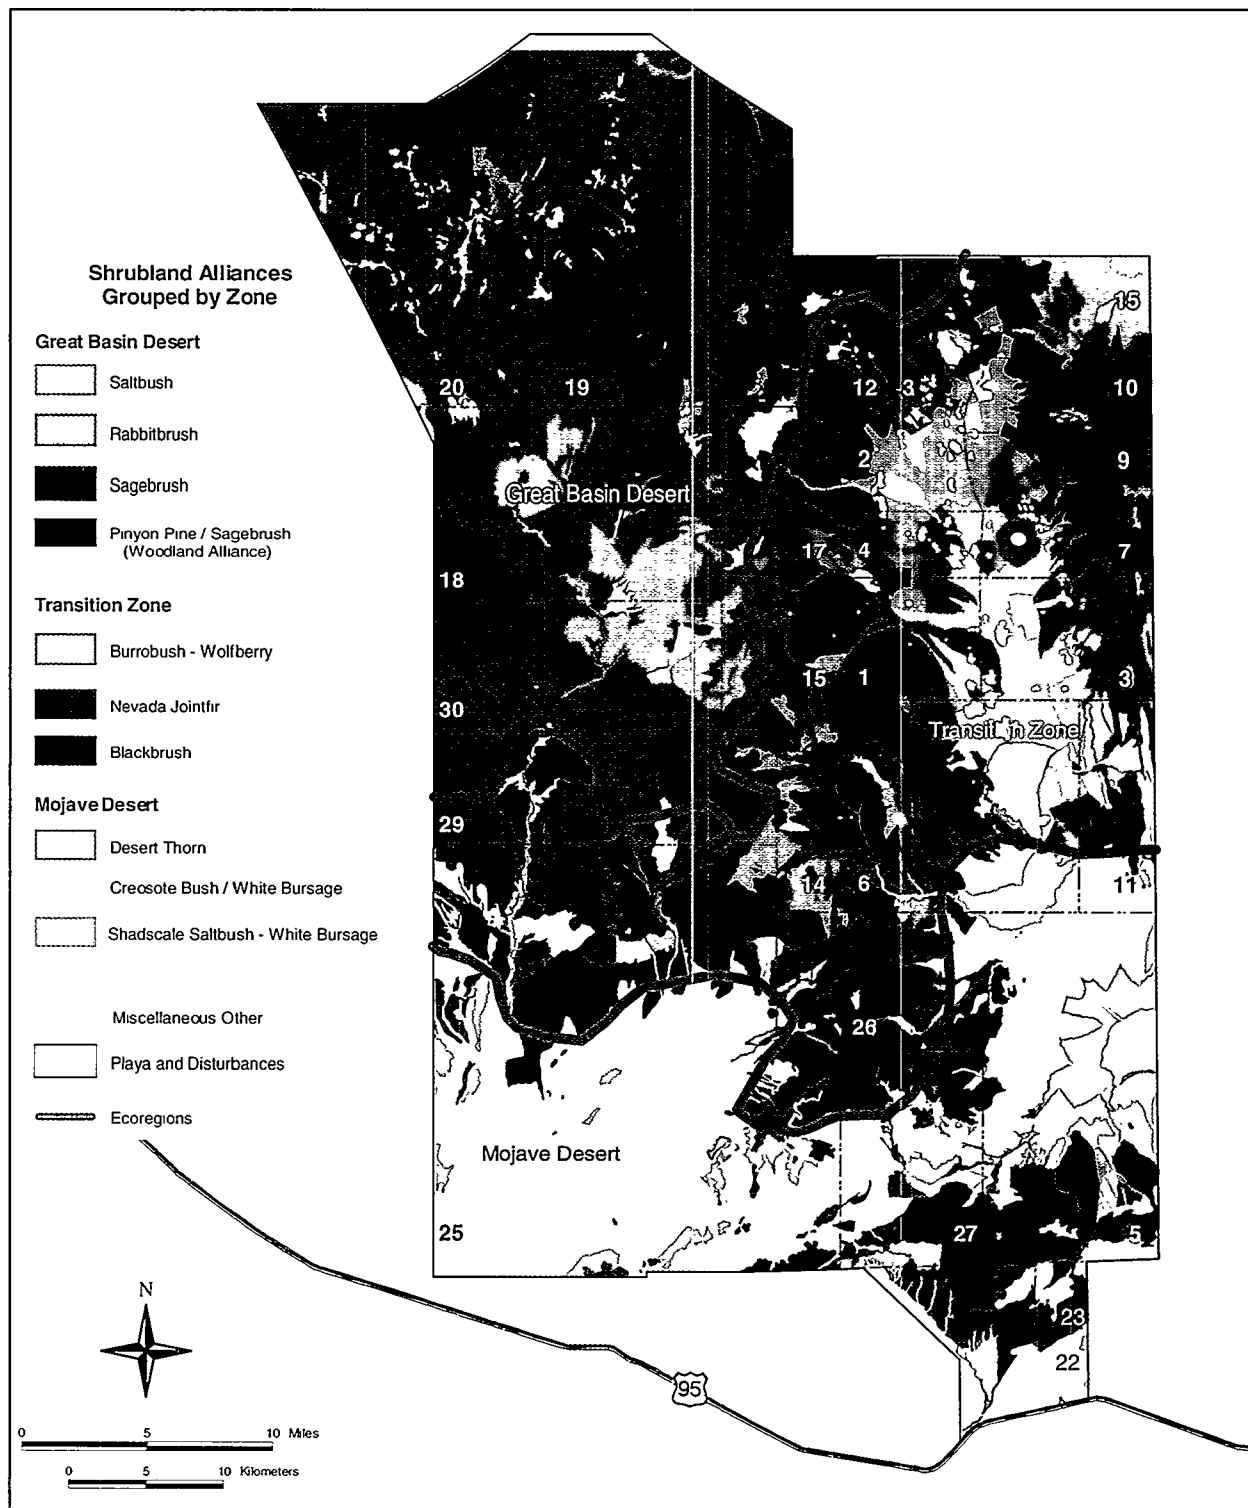 Shrubland Alliances
Grouped by Zone
Great Basin Desert
Saltbush
Rabbitbrush
Sagebrush
Pinyon Pine / Sagebrush
(Woodland Alliance)
Transition Zone
Burrobush - Wolfberry
Nevada Jointfir
Blackbrush
Mojave Desert
Desert Thorn
Creosote Bush / White Bursage
Shadscale Saltbush - White Bursage
Miscellaneous Other
Playa and Disturbances
Ecoregions
15
20
19
12
3
10
2
9
Great Basin Desert
17
4
7
18
15
1
3
30
Transition Zone
29
14
6
11
26
Mojave Desert
25
27
5
23
22
N
95
0 5 10 Miles
0 5 10 Kilometers